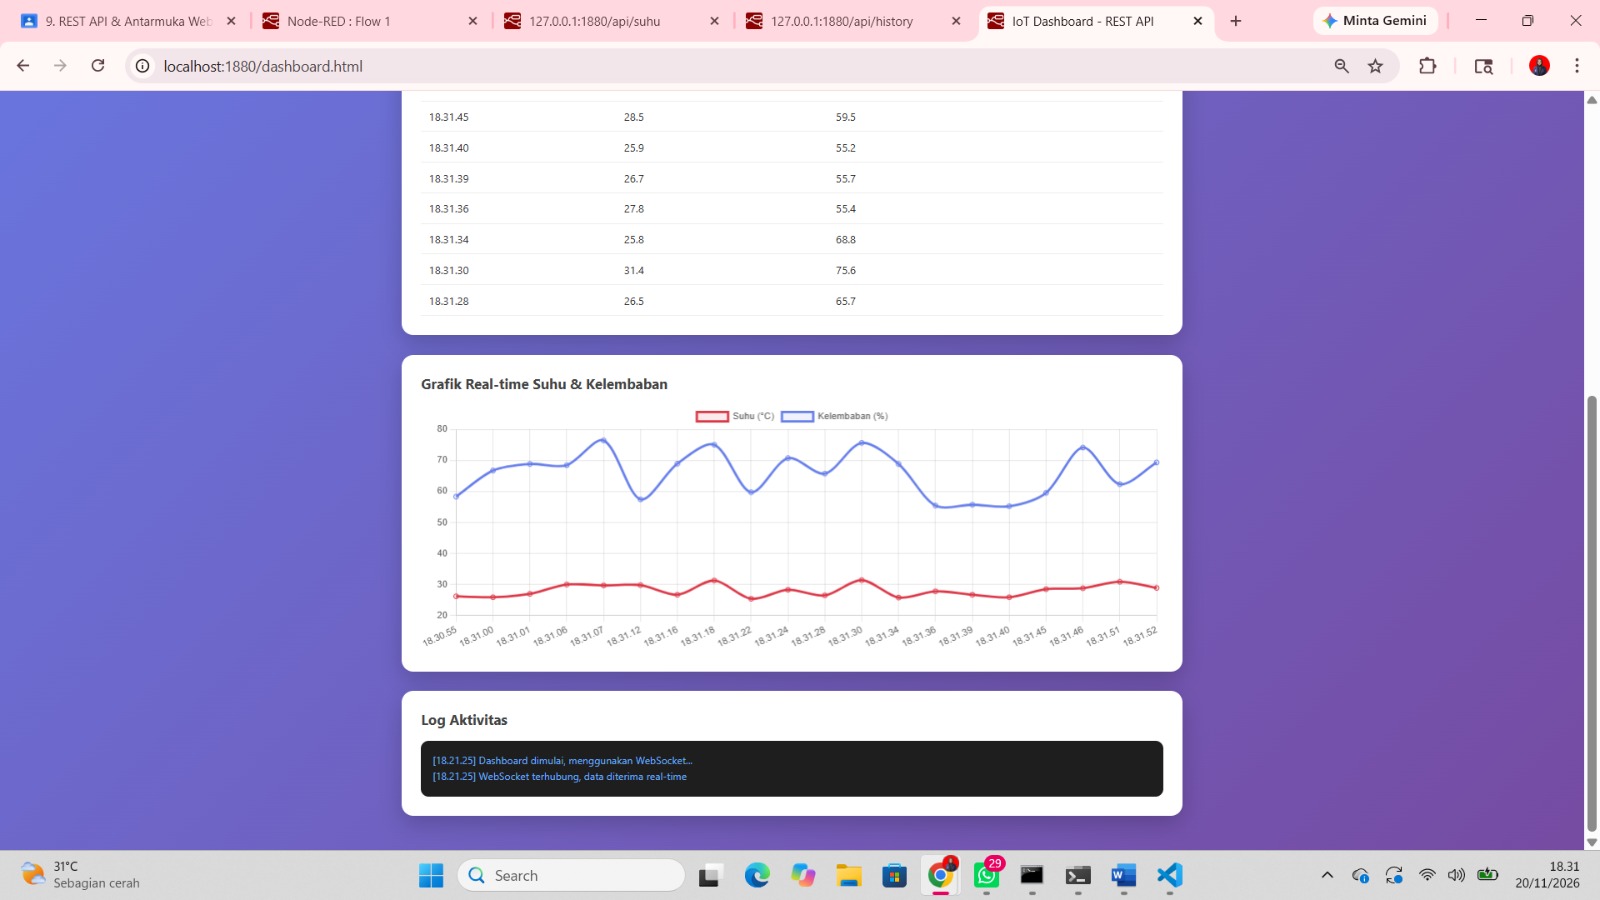 9. REST API & Antarmuka Web
Node-RED : Flow 1
127.0.0.1:1880/api/suhu
127.0.0.1:1880/api/history
IoT Dashboard - REST API
Minta Gemini
localhost:1880/dashboard.html
18.31.45 28.5 59.5
18.31.40 25.9 55.2
18.31.39 26.7 55.7
18.31.36 27.8 55.4
18.31.34 25.8 68.8
18.31.30 31.4 75.6
18.31.28 26.5 65.7
Grafik Real-time Suhu & Kelembaban
Suhu (°C) Kelembaban (%)
80
70
60
50
40
30
20
18.30.55 18.31.00 18.31.01 18.31.06 18.31.07 18.31.12 18.31.16 18.31.18 18.31.22 18.31.24 18.31.28 18.31.30 18.31.34 18.31.36 18.31.39 18.31.40 18.31.45 18.31.46 18.31.51 18.31.52
Log Aktivitas
[18.21.25] Dashboard dimulai, menggunakan WebSocket...
[18.21.25] WebSocket terhubung, data diterima real-time
31°C
Sebagian cerah
Search
29
18.31
20/11/2026